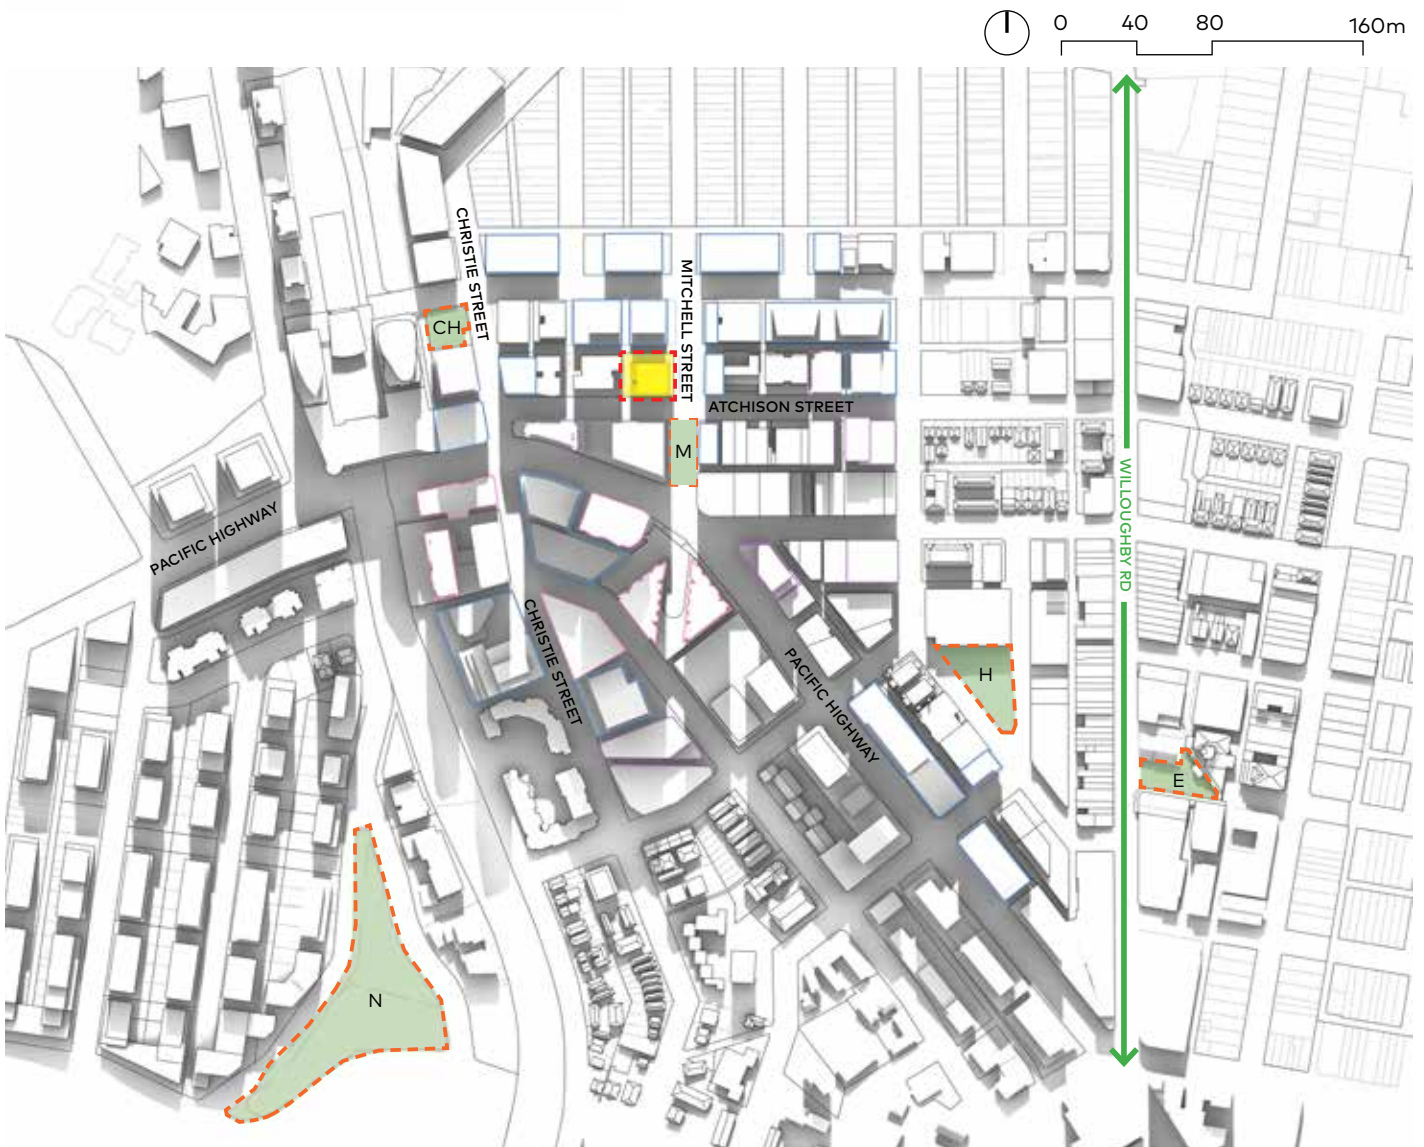 0 40 80 160m
CHRISTIE STREET
MITCHELL STREET
CH
ATCHISON STREET
M
WILLOUGHBY RD
PACIFIC HIGHWAY
CHRISTIE STREET
PACIFIC HIGHWAY
H
E
N